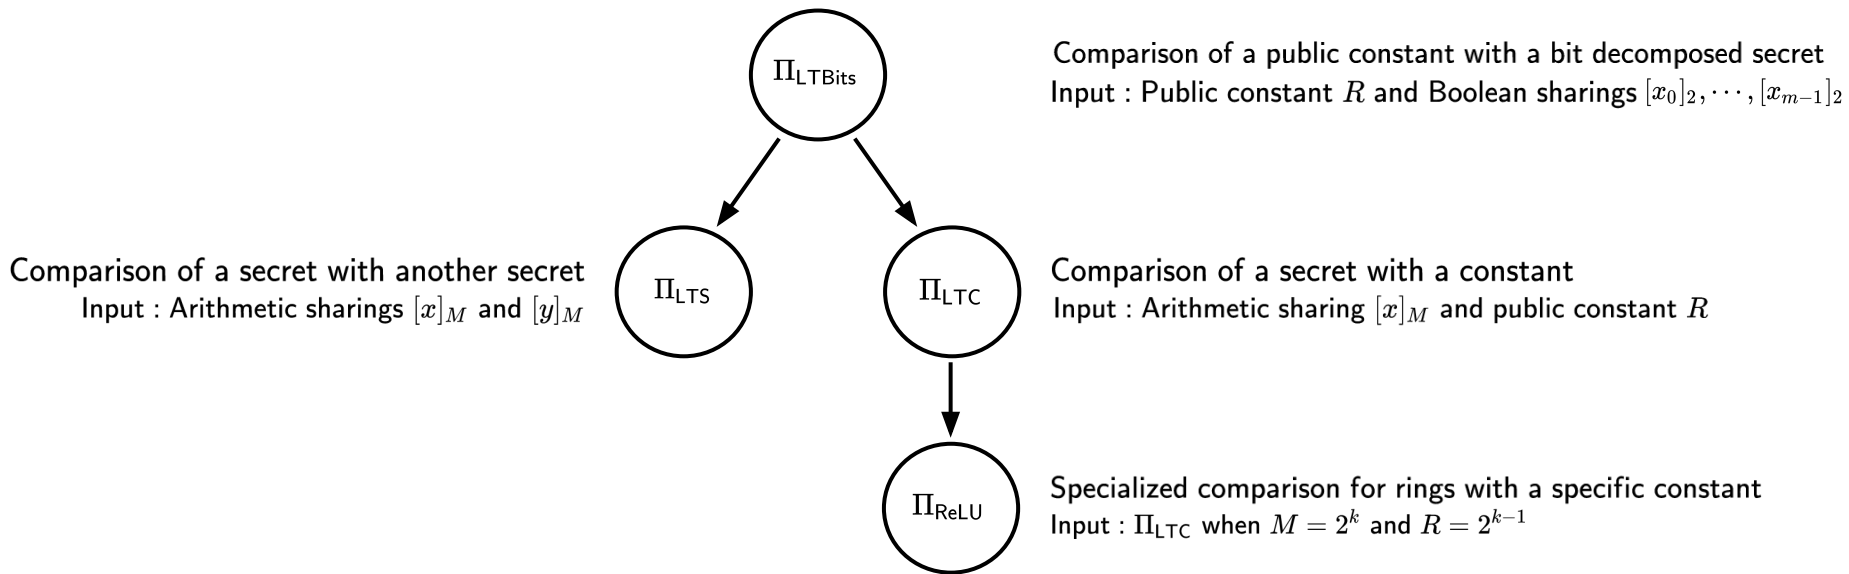 Π_LTBits
Comparison of a public constant with a bit decomposed secret
Input : Public constant R and Boolean sharings [x_0]_2, ⋯, [x_{m−1}]_2
Comparison of a secret with another secret
Input : Arithmetic sharings [x]_M and [y]_M
Π_LTS
Π_LTC
Comparison of a secret with a constant
Input : Arithmetic sharing [x]_M and public constant R
Π_ReLU
Specialized comparison for rings with a specific constant
Input : Π_LTC when M = 2^k and R = 2^{k−1}